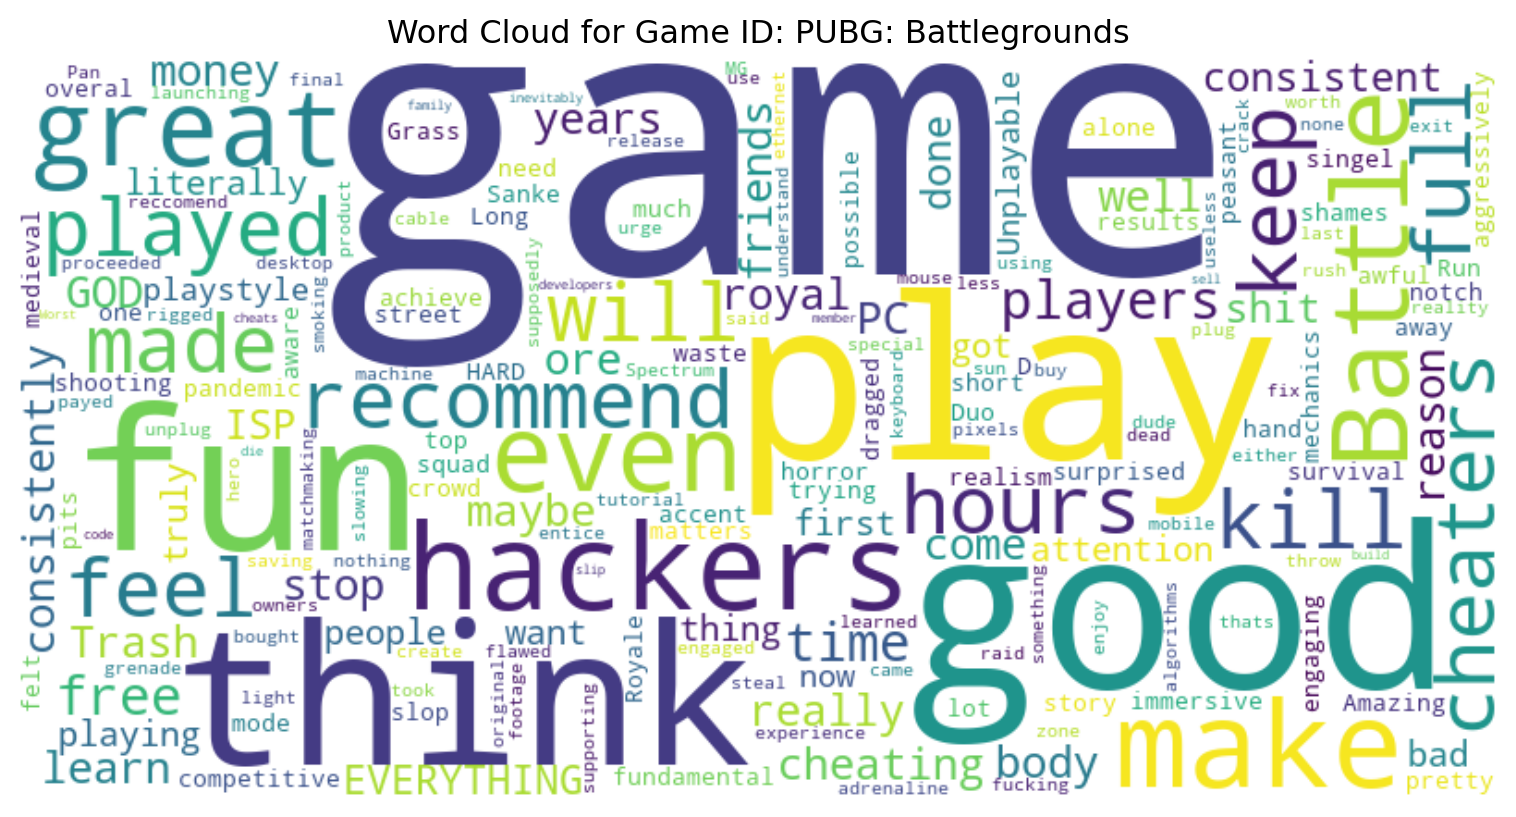 Word Cloud for Game ID: PUBG: Battlegrounds
game
play
good
think
fun
hackers
great
make
Battle
full
keep
cheaters
recommend
even
will
played
made
feel
kill
hours
players
consistent
consistently
money
years
friends
done
well
Unplayable
literally
royal
PC
ore
maybe
stop
people
want
thing
time
now
really
cheating
body
bad
free
Trash
learn
playing
EVERYTHING
competitive
fundamental
come
attention
first
reason
shit
got
GOD
playstyle
ISP
truly
Pan
overal
launching
final
family
inevitably
MG
use
ethernet
Grass
release
need
Sanke
Long
cable
much
urge
understand
possible
alone
results
peasant
crack
useless
worth
none
exit
singel
shames
last
rush
awful
Run
reality
notch
away
aggressively
reccomend
product
medieval
proceeded
desktop
one
rigged
cheats
Worst
smoking
aware
achieve
street
supposedly
developers
said
member
special
mouse
less
using
sell
plug
shooting
payed
pandemic
machine
HARD
Spectrum
waste
dragged
keyboard
sun
short
D
buy
Duo
pixels
dude
dead
fix
hand
either
mechanics
survival
unplug
hero
die
matchmaking
slowing
top
squad
crowd
tutorial
accent
entice
matters
horror
trying
realism
surprised
mobile
throw
build
pits
code
saving
nothing
owners
slip
bought
create
flawed
engaged
learned
raid
something
enjoy
algorithms
thats
engaging
felt
grenade
light
mode
took
slop
original
footage
supporting
Royale
steal
came
experience
adrenaline
lot
story
zone
immersive
Amazing
pretty
fucking